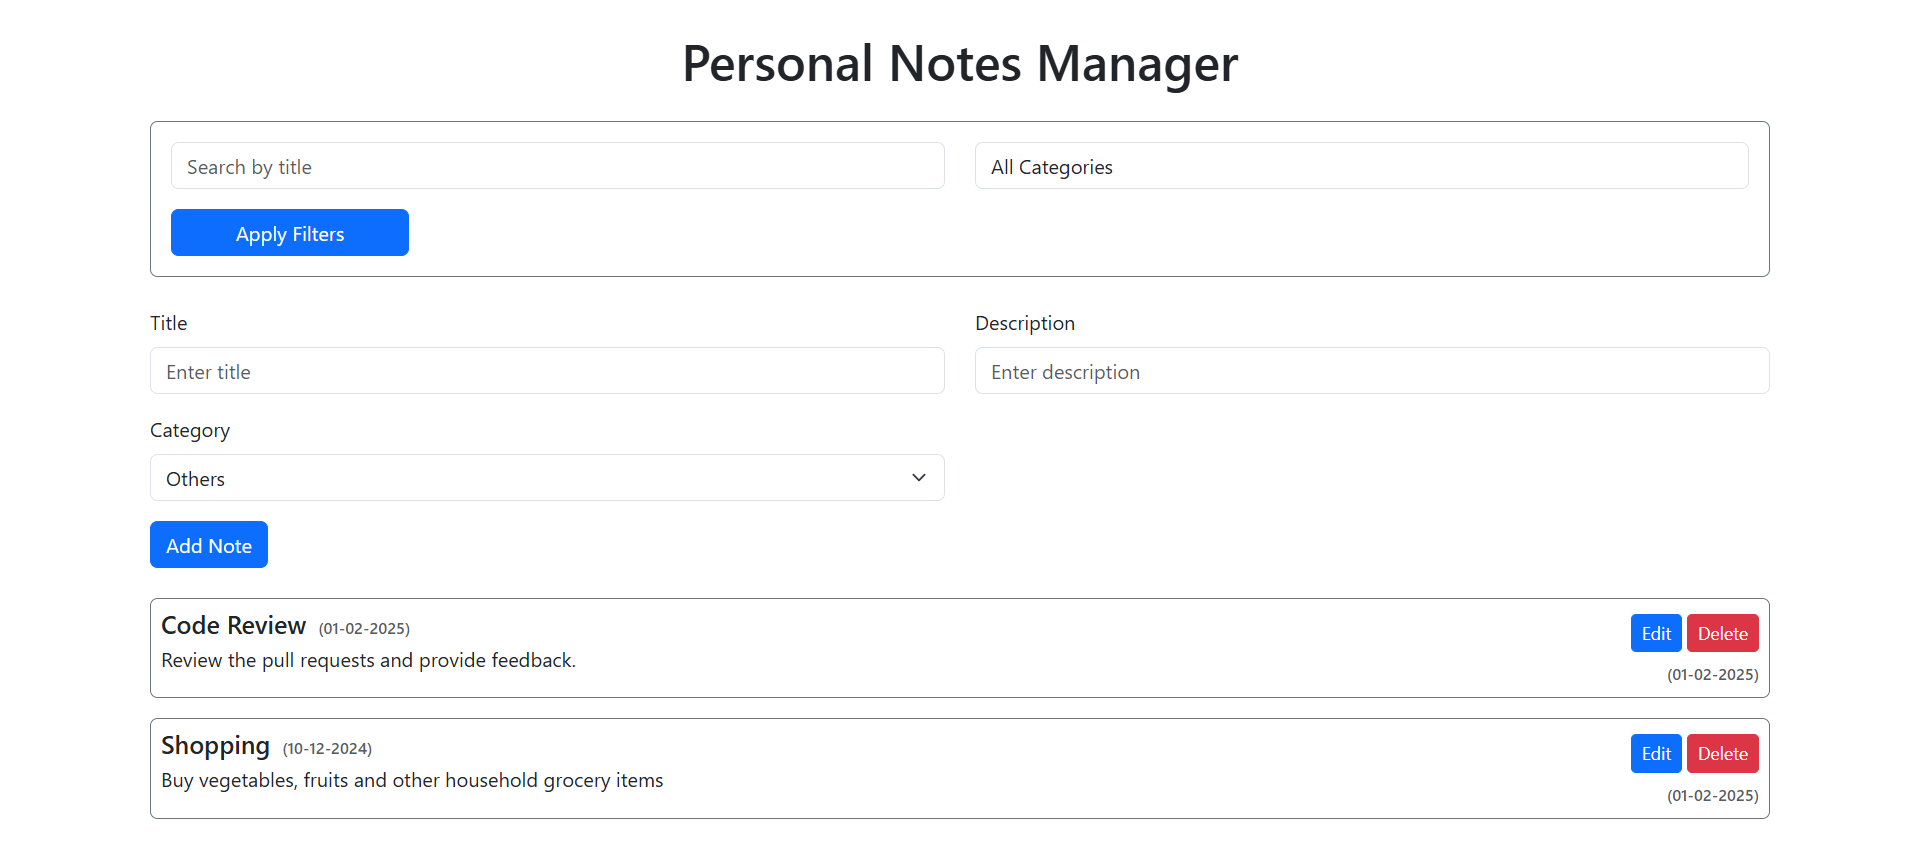 Personal Notes Manager
Search by title
All Categories
Apply Filters
Title
Description
Enter title
Enter description
Category
Others
Add Note
Code Review (01-02-2025)
Edit Delete
Review the pull requests and provide feedback.
(01-02-2025)
Shopping (10-12-2024)
Edit Delete
Buy vegetables, fruits and other household grocery items
(01-02-2025)